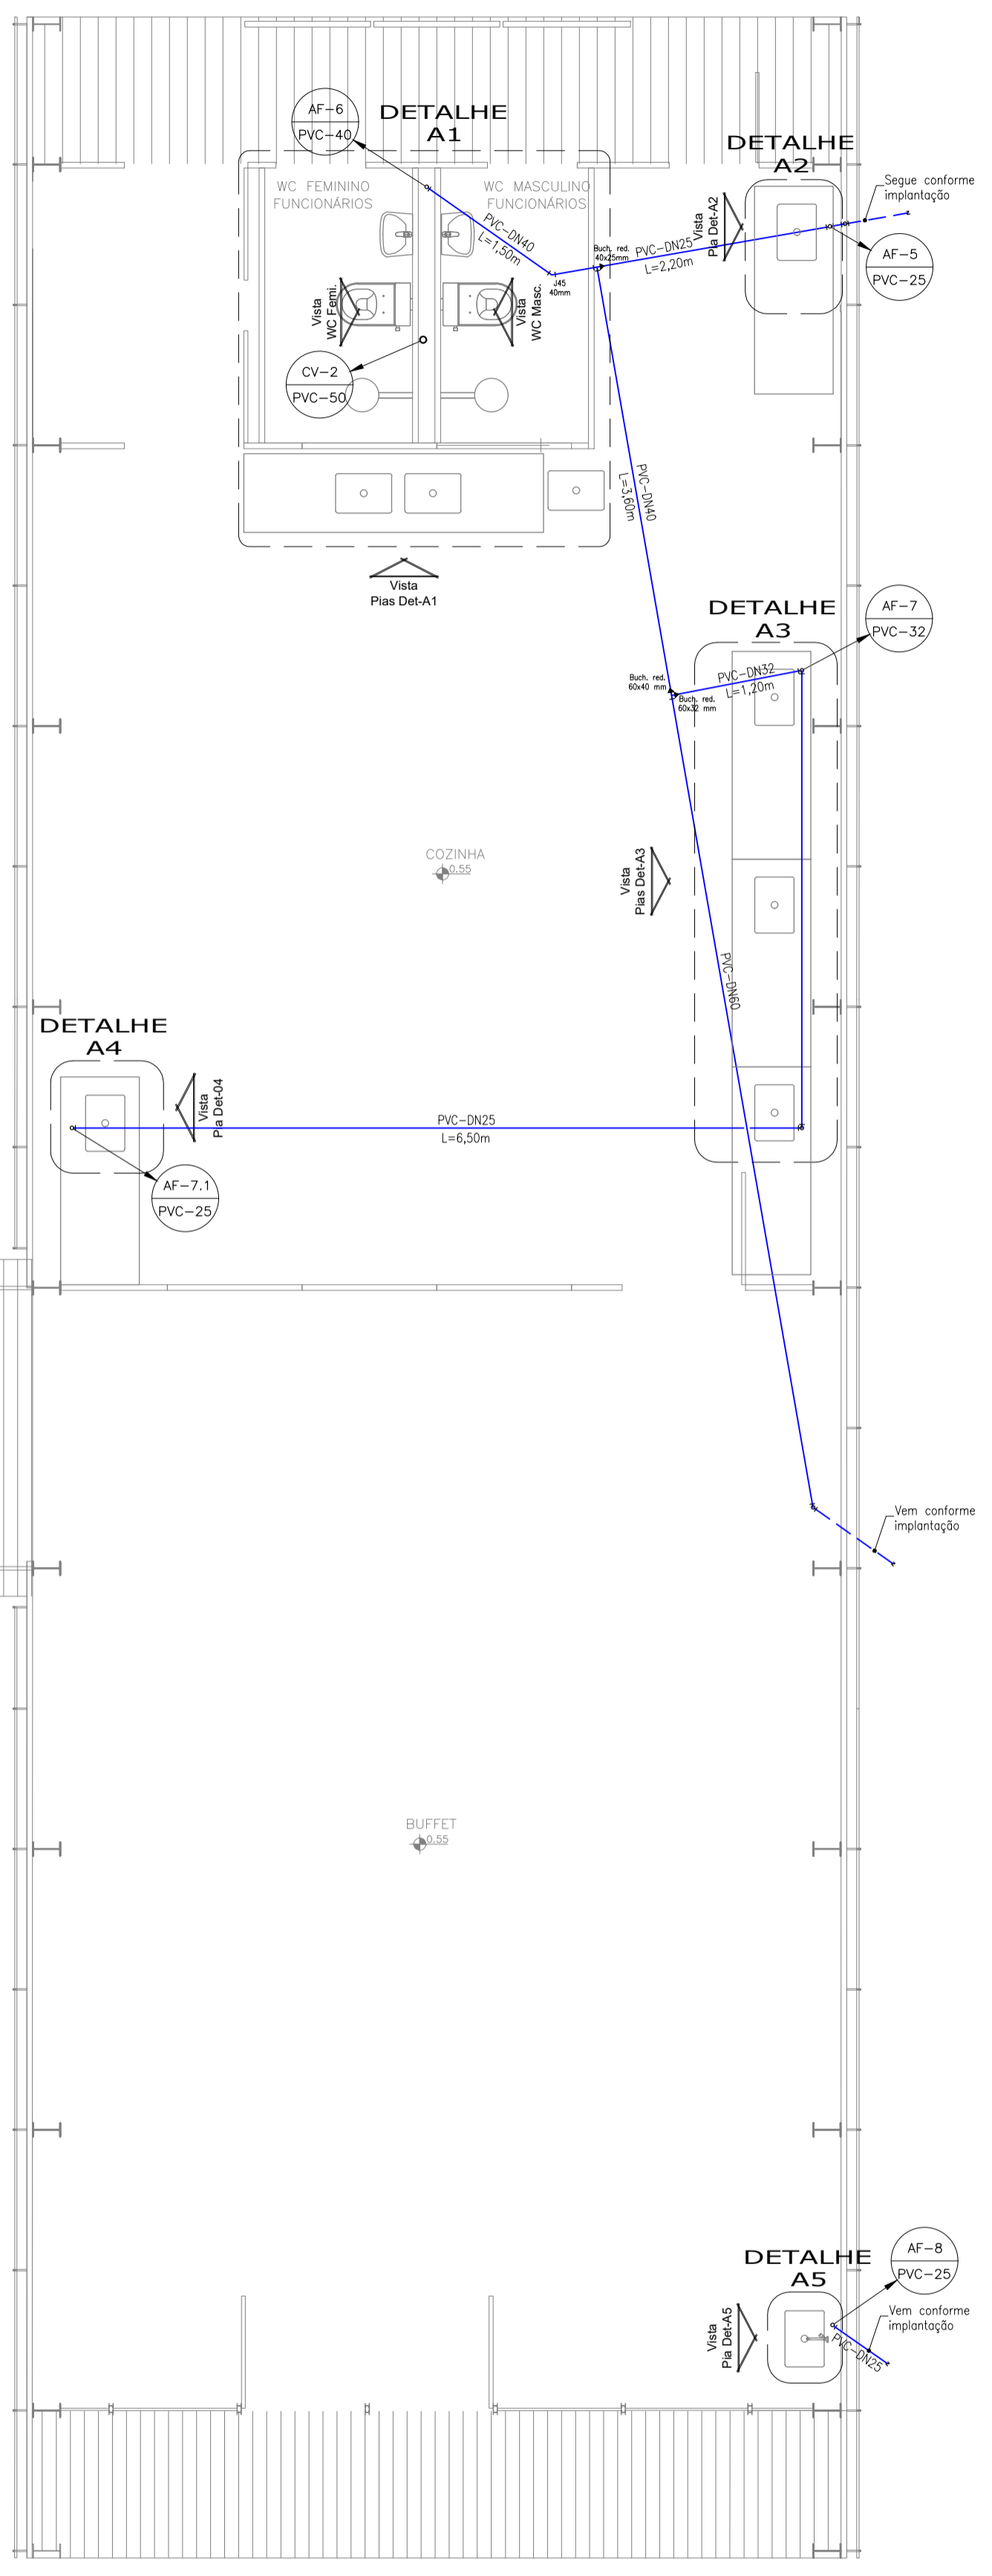 AF-6
PVC-40
DETALHE
A1
DETALHE
A2
WC FEMININO
FUNCIONÁRIOS
WC MASCULINO
FUNCIONÁRIOS
Segue conforme
implantação
Vista
Pia Det-A2
PVC-DN40
L=1,50m
Buch. red.
40x25mm
PVC-DN25
L=2,20m
AF-5
PVC-25
J45
40mm
Vista
WC Femi.
Vista
WC Masc.
CV-2
PVC-50
PVC-DN40
L=3,60m
Vista
Pias Det-A1
DETALHE
A3
AF-7
PVC-32
Buch. red.
60x40 mm
PVC-DN32
L=1,20m
Buch. red.
60x32 mm
COZINHA
0.55
Vista
Pias Det-A3
PVC-DN60
DETALHE
A4
Vista
Pia Det-04
PVC-DN25
L=6,50m
AF-7.1
PVC-25
Vem conforme
implantação
BUFFET
0.55
DETALHE
A5
AF-8
PVC-25
Vista
Pia Det-A5
Vem conforme
implantação
PVC-DN25